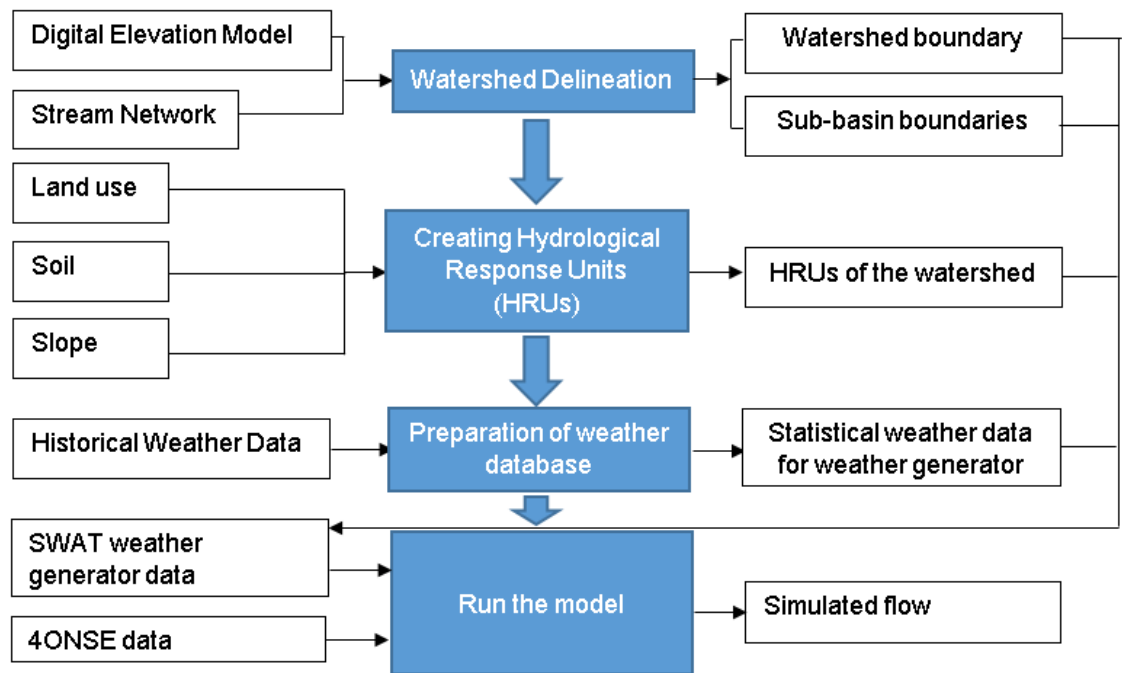 Digital Elevation Model
Stream Network
Watershed Delineation
Watershed boundary
Sub-basin boundaries
Land use
Soil
Slope
Creating Hydrological
Response Units
(HRUs)
HRUs of the watershed
Historical Weather Data
Preparation of weather
database
Statistical weather data
for weather generator
SWAT weather
generator data
4ONSE data
Run the model
Simulated flow